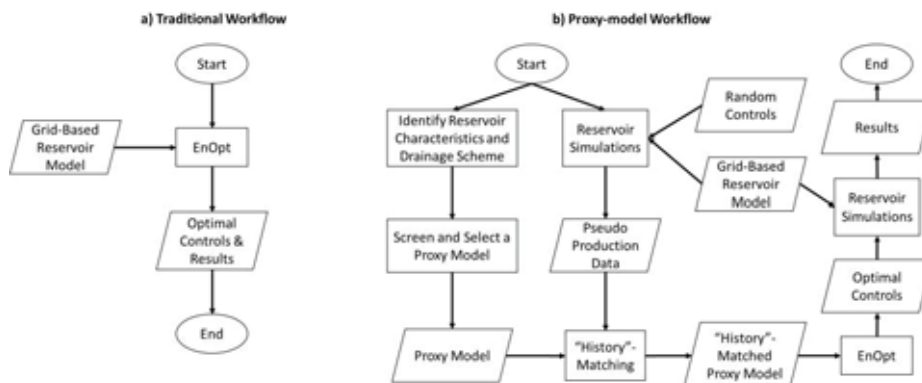 a) Traditional Workflow
Start
Grid-Based
Reservoir
Model
EnOpt
Optimal
Controls &
Results
End
b) Proxy-model Workflow
Start
Identify Reservoir
Characteristics and
Drainage Scheme
Screen and Select a
Proxy Model
Proxy Model
Reservoir
Simulations
Pseudo
Production
Data
"History"-
Matching
Random
Controls
Grid-Based
Reservoir
Model
"History"-
Matched
Proxy Model
End
Results
Reservoir
Simulations
Optimal
Controls
EnOpt